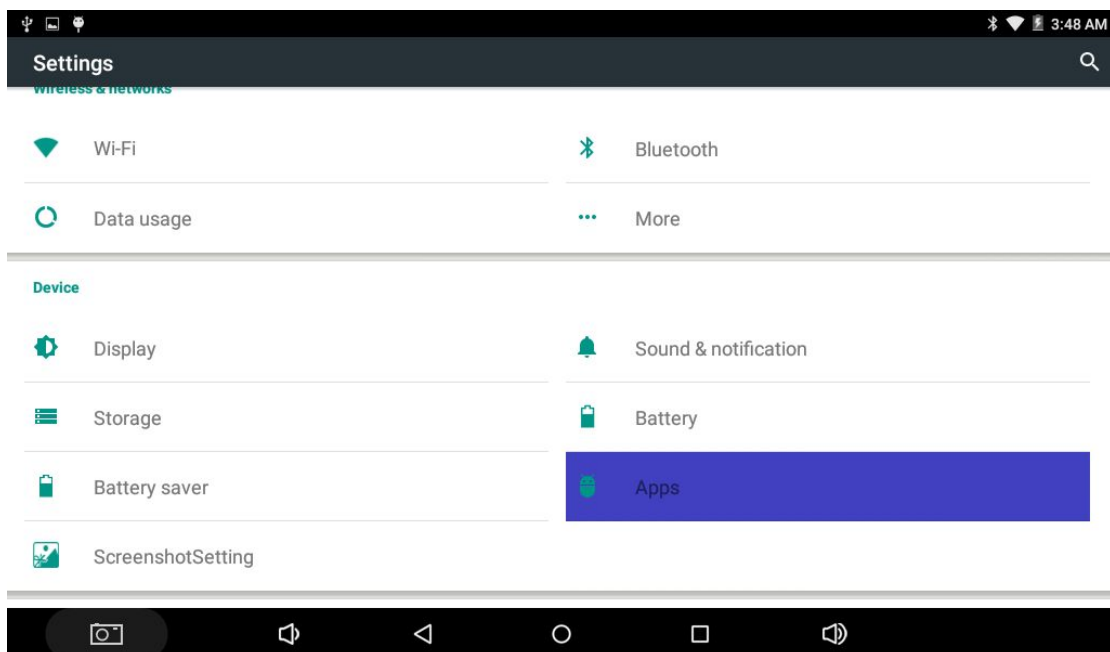 3:48 AM
Settings
Wireless & networks
Wi-Fi
Bluetooth
Data usage
More
Device
Display
Sound & notification
Storage
Battery
Battery saver
Apps
ScreenshotSetting